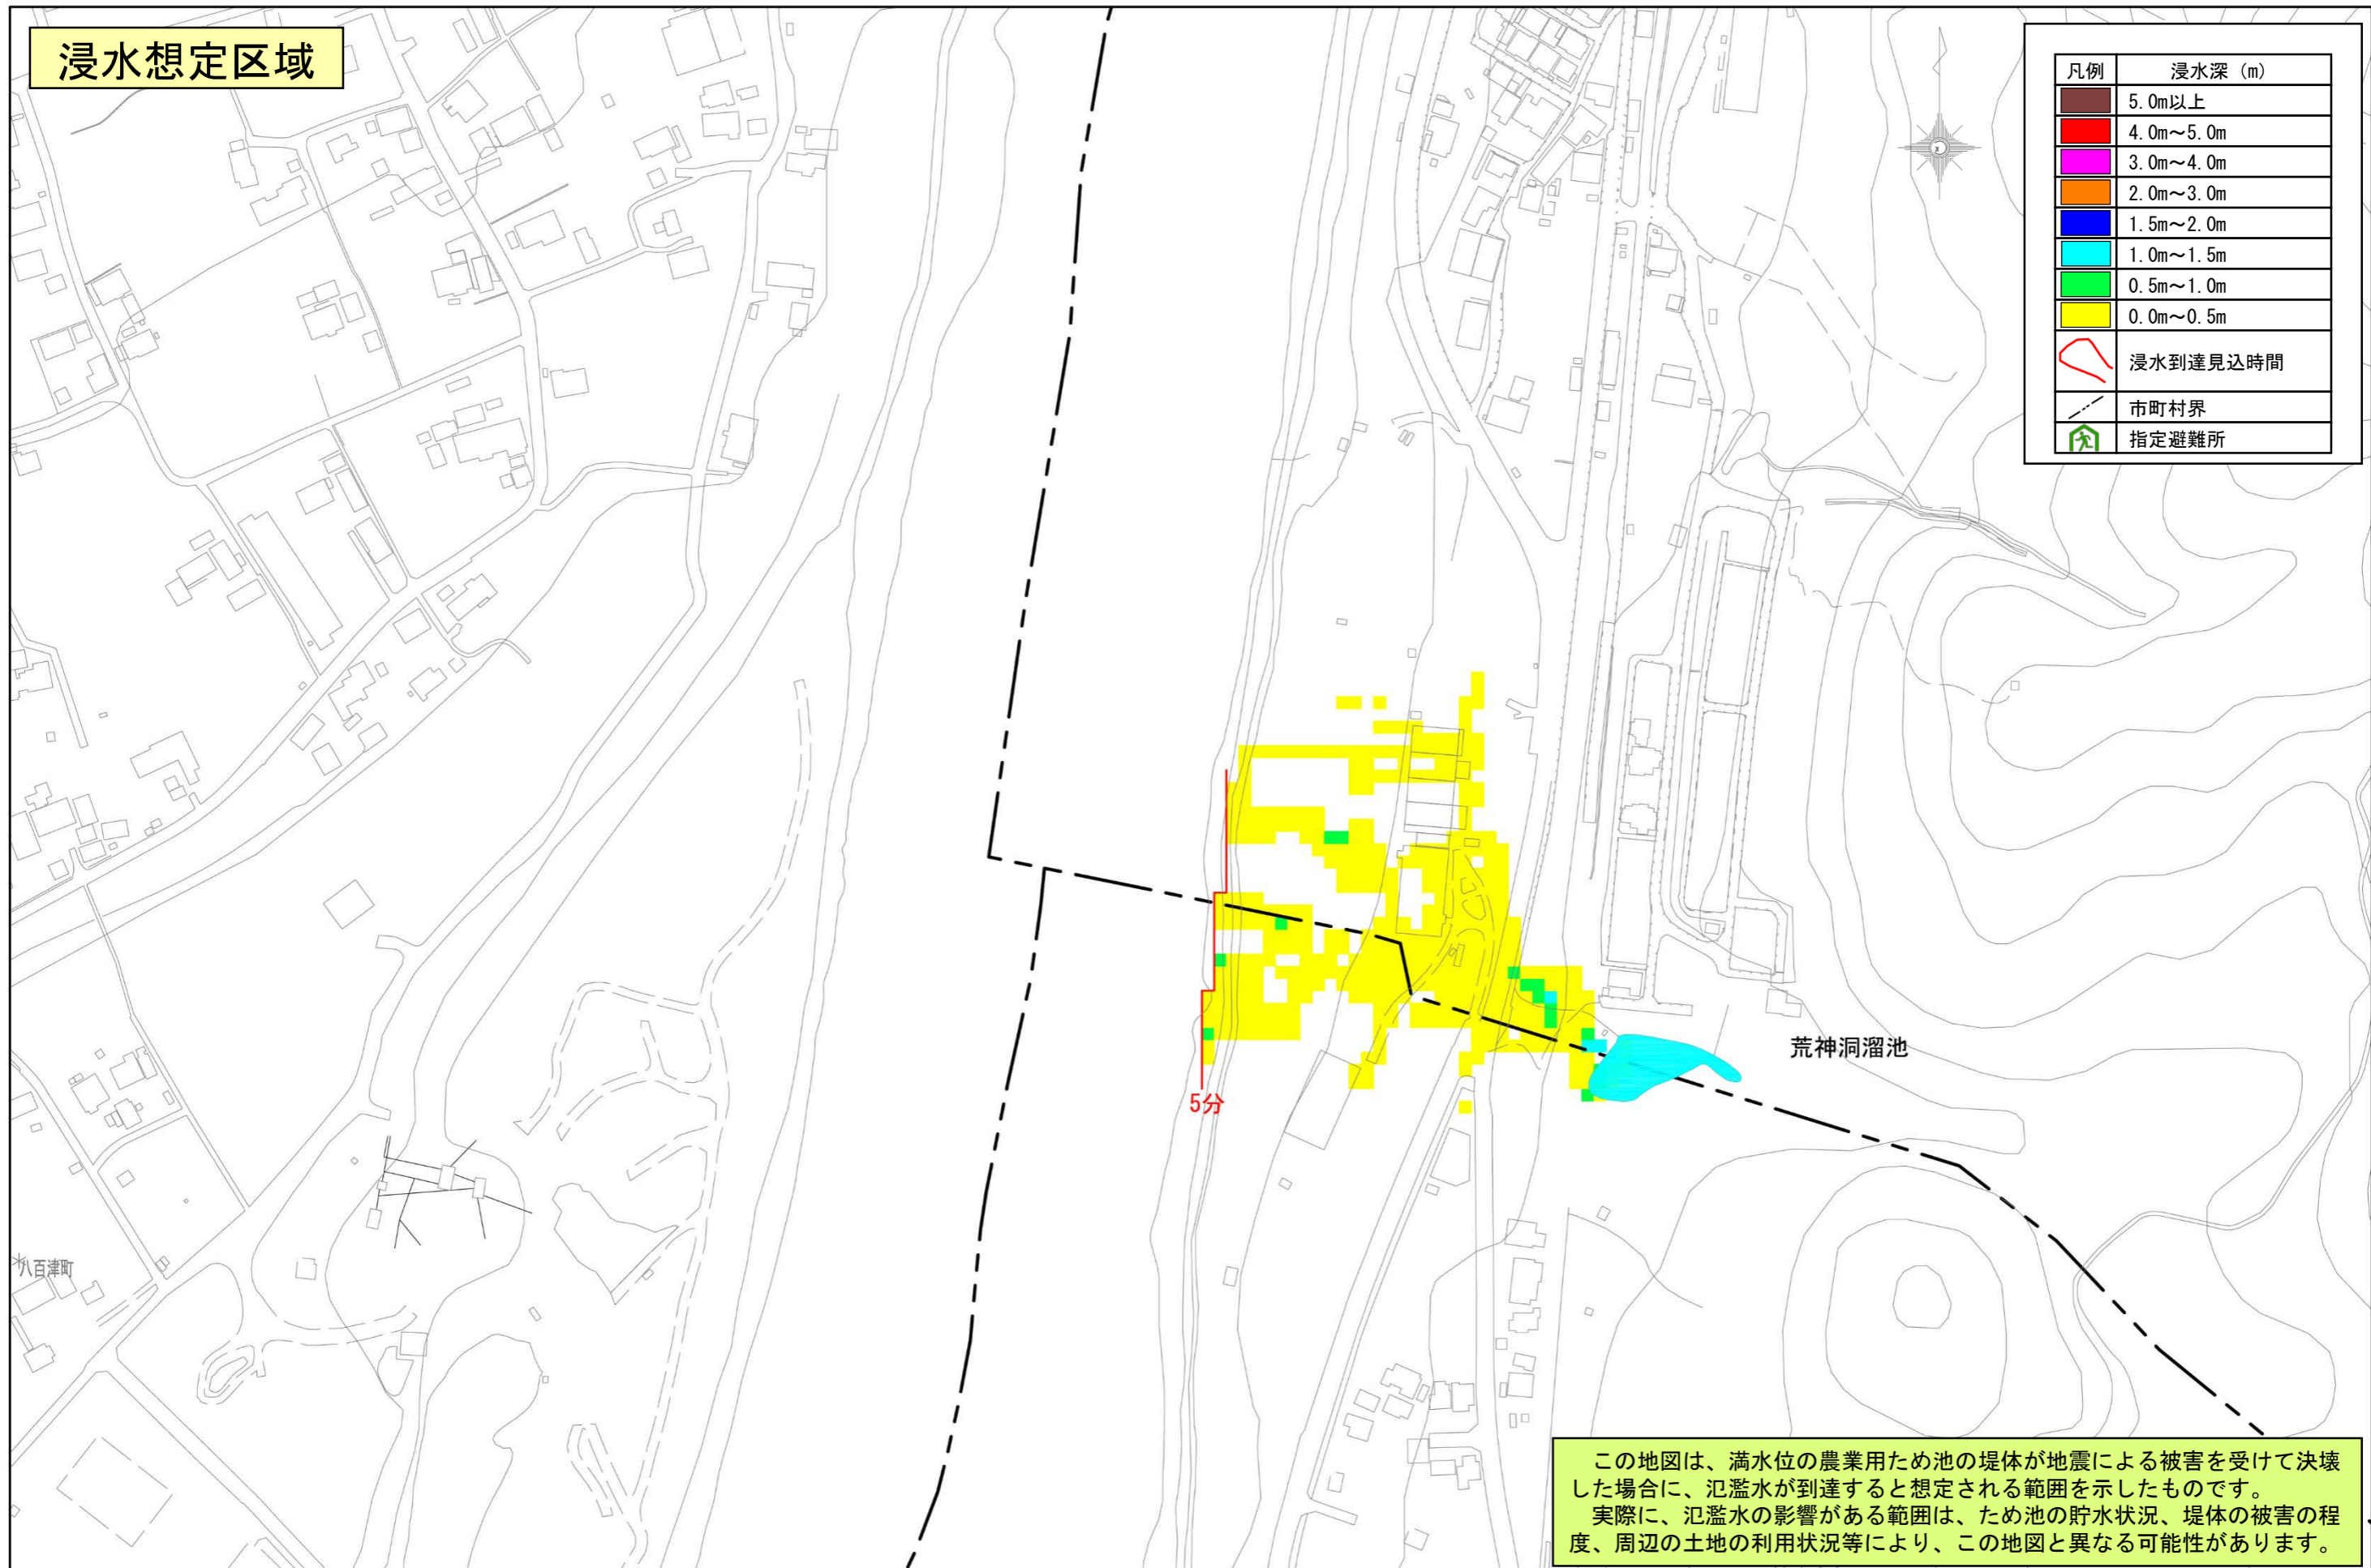 浸水想定区域
凡例 浸水深（m）
5.0m以上
4.0m～5.0m
3.0m～4.0m
2.0m～3.0m
1.5m～2.0m
1.0m～1.5m
0.5m～1.0m
0.0m～0.5m
浸水到達見込時間
市町村界
指定避難所
荒神洞溜池
5分
八百津町
この地図は、満水位の農業用ため池の堤体が地震による被害を受けて決壊
した場合に、氾濫水が到達すると想定される範囲を示したものです。
実際に、氾濫水の影響がある範囲は、ため池の貯水状況、堤体の被害の程
度、周辺の土地の利用状況等により、この地図と異なる可能性があります。